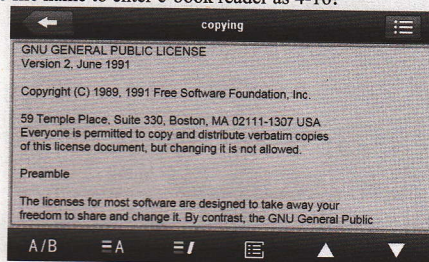 name to enter e-book reader as 4-10:
copying
GNU GENERAL PUBLIC LICENSE
Version 2, June 1991
Copyright (C) 1989, 1991 Free Software Foundation, Inc.
59 Temple Place, Suite 330, Boston, MA 02111-1307 USA
Everyone is permitted to copy and distribute verbatim copies
of this license document, but changing it is not allowed.
Preamble
The licenses for most software are designed to take away your
freedom to share and change it. By contrast, the GNU General Public
A/B A